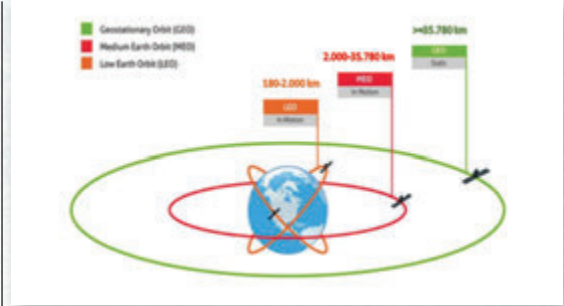 Geostationary Orbit (GEO)
Medium Earth Orbit (MEO)
Low Earth Orbit (LEO)
>=35.780 km
GEO
Static
2.000-35.780 km
MEO
In Motion
180-2.000 km
LEO
In Motion